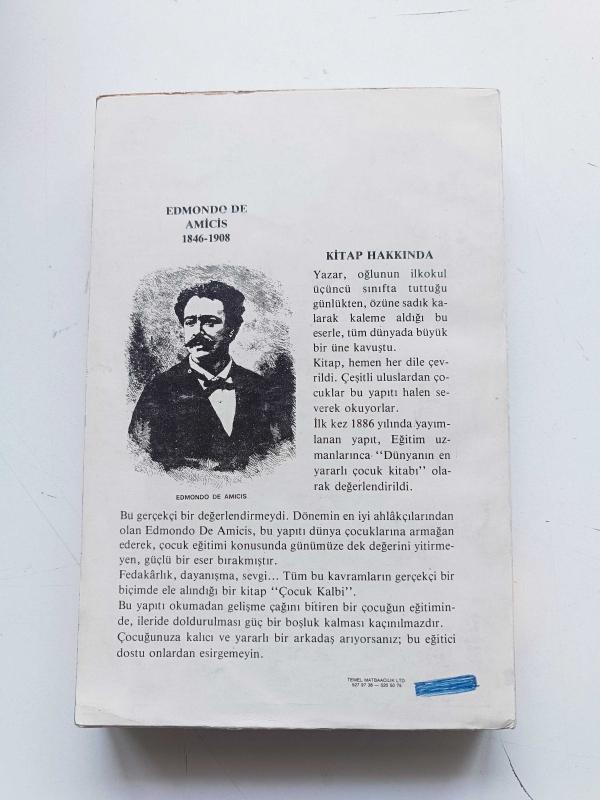 EDMONDO DE
AMİCİS
1846-1908
KİTAP HAKKINDA
Yazar, oğlunun ilkokul
üçüncü sınıfta tuttuğu
günlükten, özüne sadık ka-
larak kaleme aldığı bu
eserle, tüm dünyada büyük
bir üne kavuştu.
Kitap, hemen her dile çev-
rildi. Çeşitli uluslardan ço-
cuklar bu yapıtı halen se-
verek okuyorlar.
İlk kez 1886 yılında yayım-
lanan yapıt, Eğitim uz-
manlarınca ‘‘Dünyanın en
yararlı çocuk kitabı’’ ola-
rak değerlendirildi.
EDMONDO DE AMICIS
Bu gerçekçi bir değerlendirmeydi. Dönemin en iyi ahlâkçılarından
olan Edmondo De Amicis, bu yapıtı dünya çocuklarına armağan
ederek, çocuk eğitimi konusunda günümüze dek değerini yitirme-
yen, güçlü bir eser bırakmıştır.
Fedakârlık, dayanışma, sevgi... Tüm bu kavramların gerçekçi bir
biçimde ele alındığı bir kitap ‘‘Çocuk Kalbi’’.
Bu yapıtı okumadan gelişme çağını bitiren bir çocuğun eğitimin-
de, ileride doldurulması güç bir boşluk kalması kaçınılmazdır.
Çocuğunuza kalıcı ve yararlı bir arkadaş arıyorsanız; bu eğitici
dostu onlardan esirgemeyin.
TEMEL MATBAACILIK LTD.